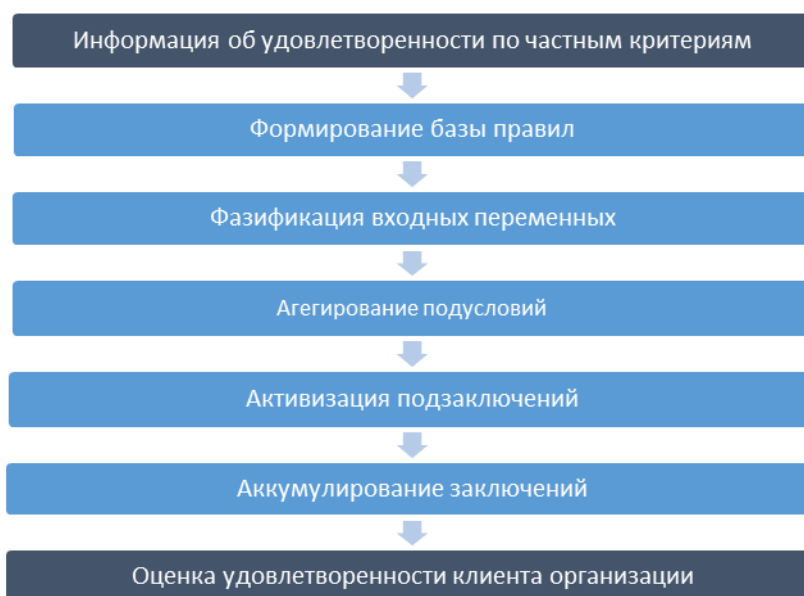 Информация об удовлетворенности по частным критериям
Формирование базы правил
Фазификация входных переменных
Агегирование подусловий
Активизация подзаключений
Аккумулирование заключений
Оценка удовлетворенности клиента организации